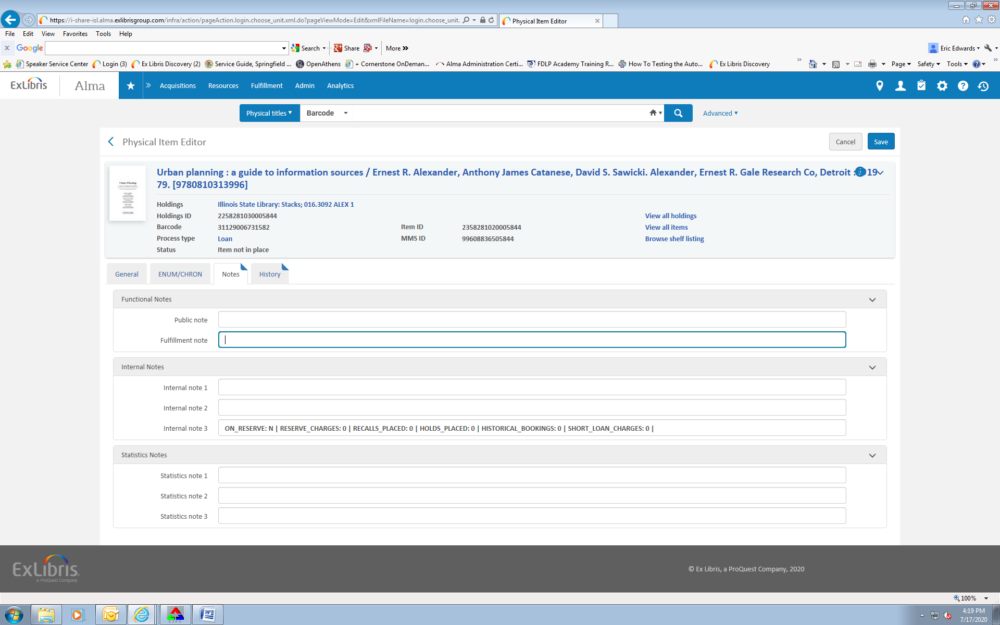 https://i-share-isl.alma.exlibrisgroup.com/infra/action/pageAction.login.choose_unit.xml.do?pageViewMode=Edit&xmlFileName=login.choose_unit.
Physical Item Editor
File Edit View Favorites Tools Help
x Google Search Share More » Eric Edwards
Speaker Service Center Login (3) Ex Libris Discovery (2) Service Guide, Springfield ... OpenAthens + Cornerstone OnDeman... Alma Administration Certi... FDLP Academy Training R... How To Testing the Auto... Ex Libris Discovery » Page Safety Tools »
ExLibris Alma » Acquisitions Resources Fulfillment Admin Analytics
Physical titles Barcode Advanced
Physical Item Editor Cancel Save
Urban Planning
Urban planning : a guide to information sources / Ernest R. Alexander, Anthony James Catanese, David S. Sawicki. Alexander, Ernest R. Gale Research Co, Detroit : 19
79. [9780810313996]
Holdings Illinois State Library: Stacks; 016.3092 ALEX 1
Holdings ID 2258281030005844 View all holdings
Barcode 31129006731582 Item ID 2358281020005844 View all items
Process type Loan MMS ID 99608836505844 Browse shelf listing
Status Item not in place
General ENUM/CHRON Notes History
Functional Notes
Public note
Fulfillment note
Internal Notes
Internal note 1
Internal note 2
Internal note 3 ON_RESERVE: N | RESERVE_CHARGES: 0 | RECALLS_PLACED: 0 | HOLDS_PLACED: 0 | HISTORICAL_BOOKINGS: 0 | SHORT_LOAN_CHARGES: 0 |
Statistics Notes
Statistics note 1
Statistics note 2
Statistics note 3
ExLibris
a ProQuest Company
© Ex Libris, a ProQuest Company, 2020
100%
CIRC
4:19 PM
7/17/2020